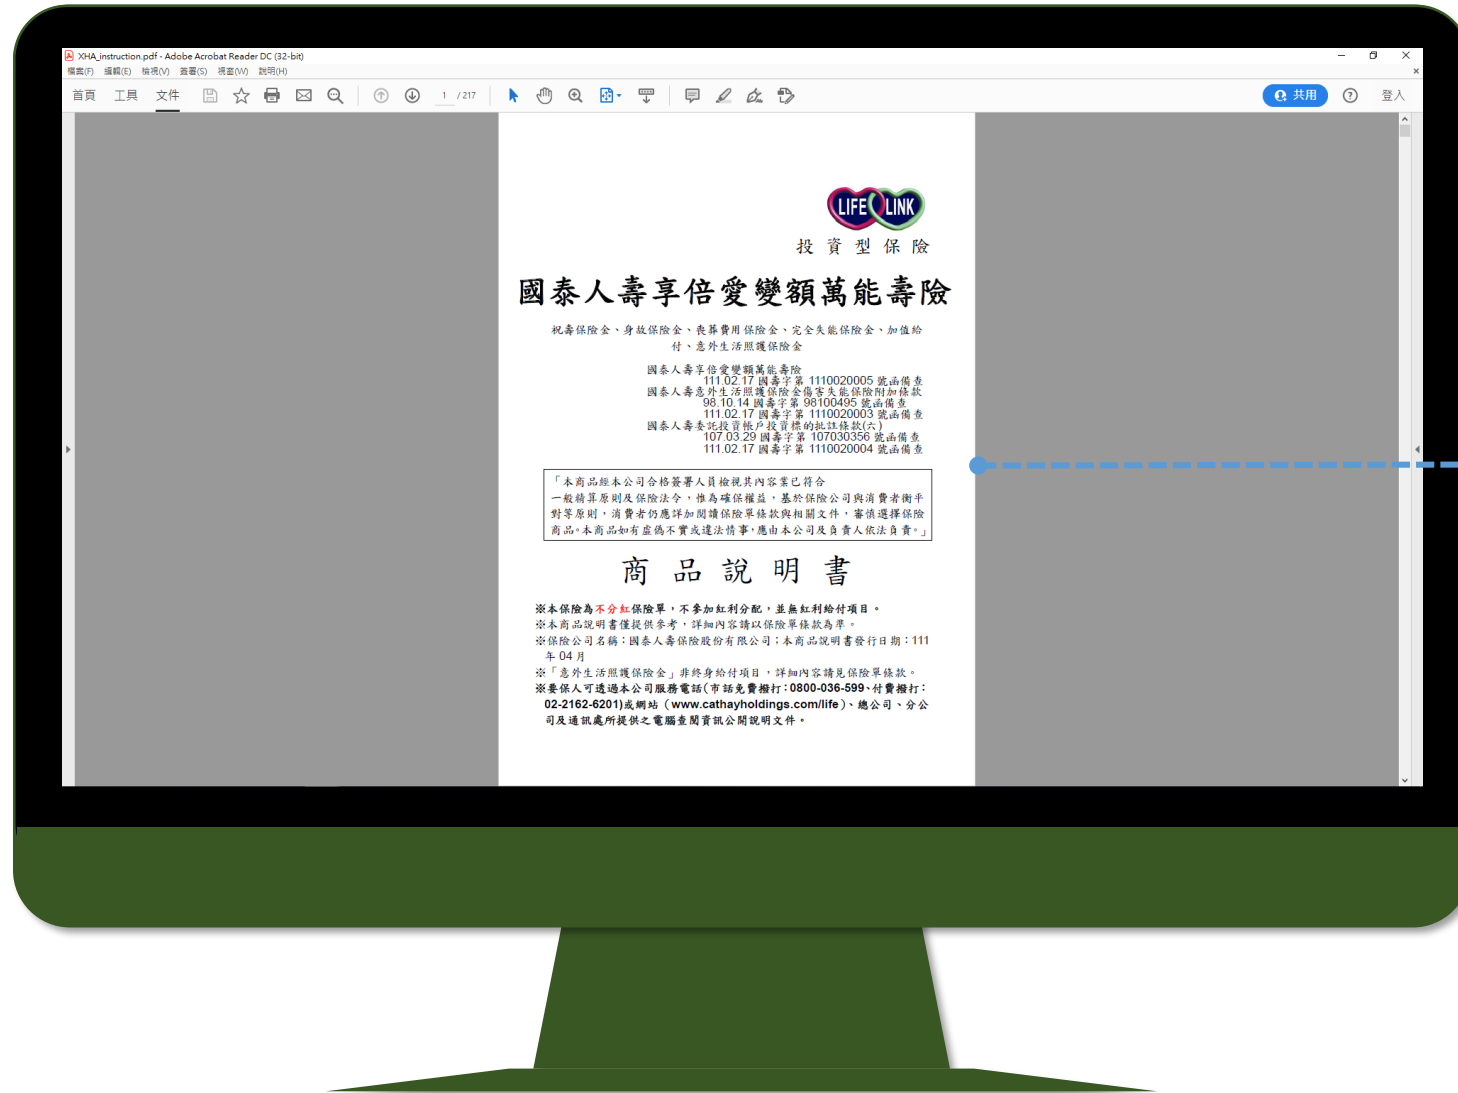 XHA_instruction.pdf - Adobe Acrobat Reader DC (32-bit)
檔案(F) 編輯(E) 檢視(V) 簽署(S) 視窗(W) 說明(H)
首頁 工具 文件 1 / 217 共用 登入
LIFE LINK
投資型保險
國泰人壽享倍愛變額萬能壽險
祝壽保險金、身故保險金、喪葬費用保險金、完全失能保險金、加值給
付、意外生活照護保險金
國泰人壽享倍愛變額萬能壽險
111.02.17 國壽字第 1110020005 號函備查
國泰人壽意外生活照護保險金傷害失能保險附加條款
98.10.14 國壽字第 98100495 號函備查
111.02.17 國壽字第 1110020003 號函備查
國泰人壽委託投資帳戶投資標的批註條款(六)
107.03.29 國壽字第 107030356 號函備查
111.02.17 國壽字第 1110020004 號函備查
「本商品經本公司合格簽署人員檢視其內容業已符合
一般精算原則及保險法令，惟為確保權益，基於保險公司與消費者衡平
對等原則，消費者仍應詳加閱讀保險單條款與相關文件，審慎選擇保險
商品。本商品如有虛偽不實或違法情事，應由本公司及負責人依法負責。」
商品說明書
※本保險為不分紅保險單，不參加紅利分配，並無紅利給付項目。
※本商品說明書僅提供參考，詳細內容請以保險單條款為準。
※保險公司名稱：國泰人壽保險股份有限公司；本商品說明書發行日期：111
年 04 月
※「意外生活照護保險金」非終身給付項目，詳細內容請見保險單條款。
※要保人可透過本公司服務電話(市話免費撥打：0800-036-599、付費撥打：
02-2162-6201)或網站（www.cathayholdings.com/life）、總公司、分公
司及通訊處所提供之電腦查閱資訊公開說明文件。